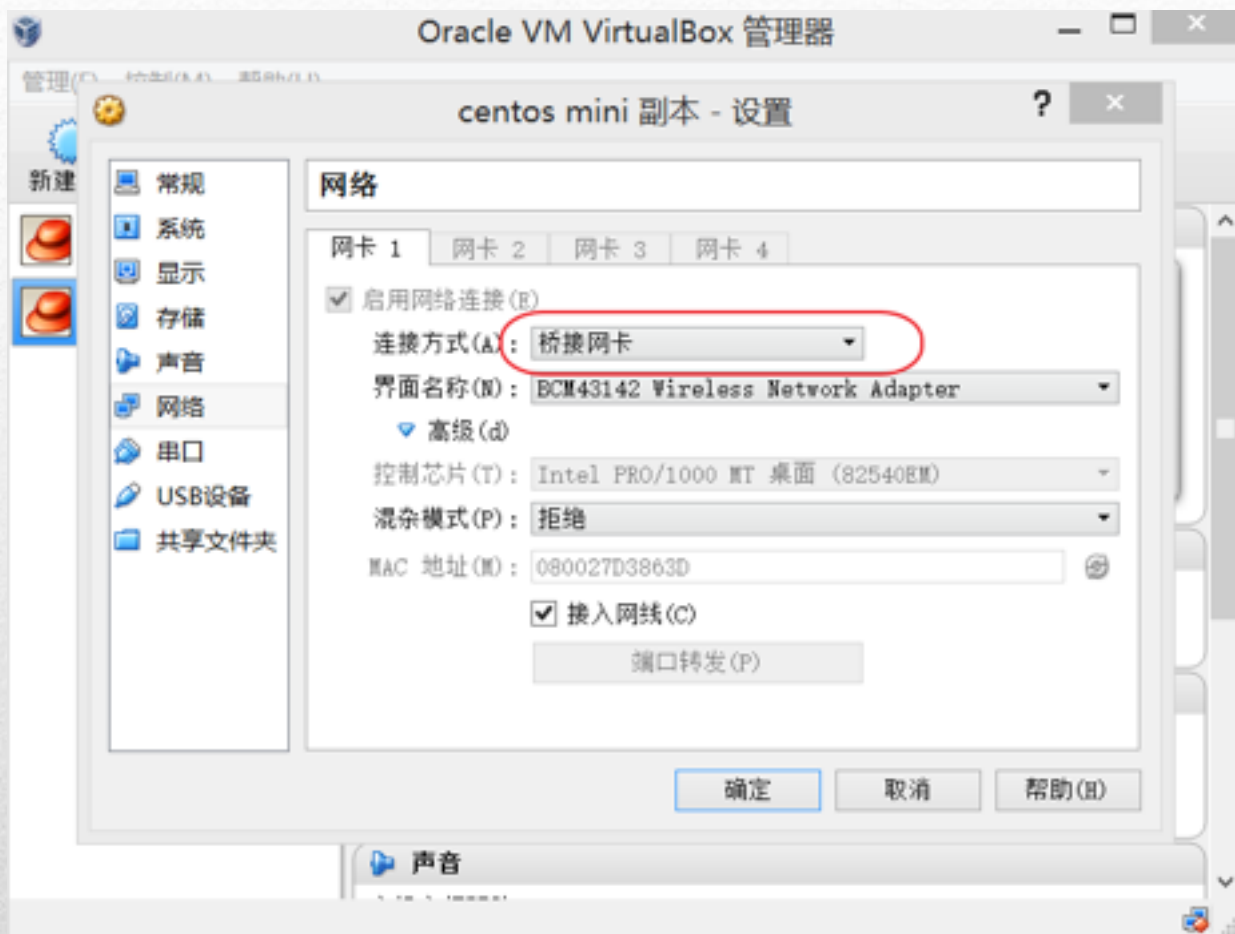 Oracle VM VirtualBox 管理器
centos mini 副本 - 设置
新建
常规
系统
显示
存储
声音
网络
串口
USB设备
共享文件夹
网络
网卡 1 网卡 2 网卡 3 网卡 4
启用网络连接(E)
连接方式(A): 桥接网卡
界面名称(N): BCM43142 Wireless Network Adapter
高级(d)
控制芯片(T): Intel PRO/1000 MT 桌面 (82540EM)
混杂模式(P): 拒绝
MAC 地址(M): 080027D3863D
接入网线(C)
端口转发(P)
确定 取消 帮助(H)
声音